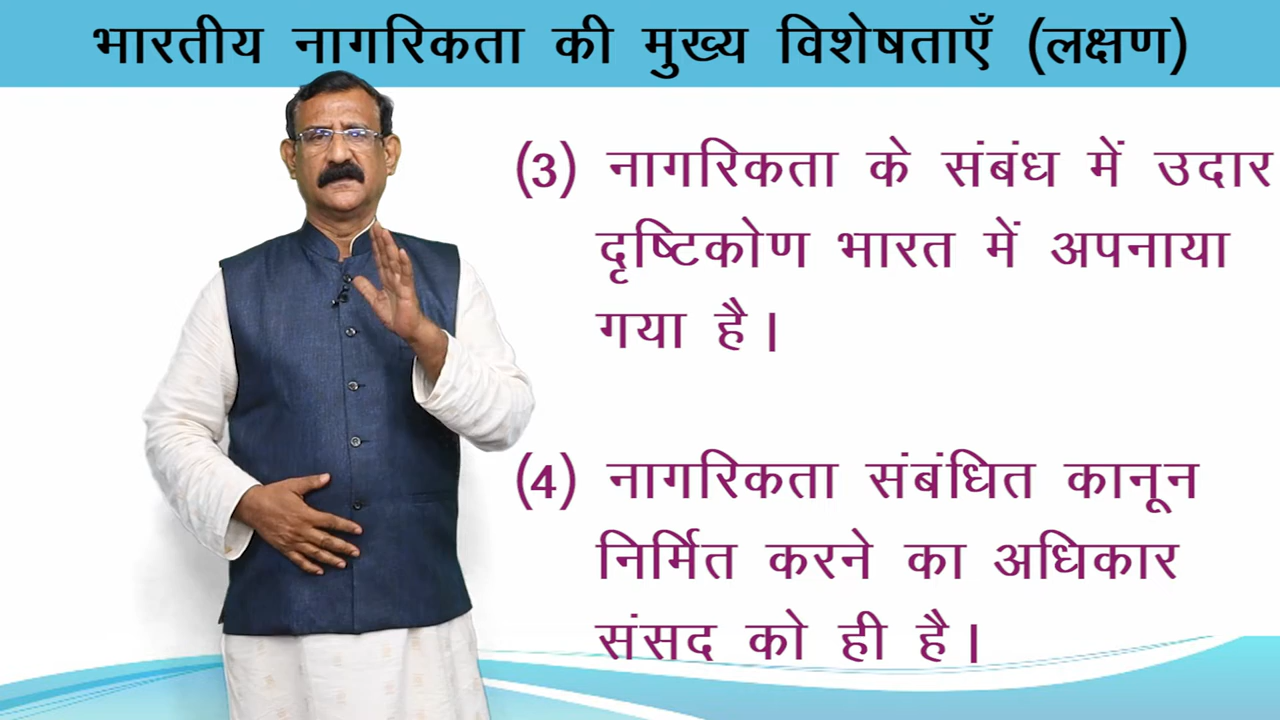 भारतीय नागरिकता की मुख्य विशेषताएँ (लक्षण)
(3) नागरिकता के संबंध में उदार
दृष्टिकोण भारत में अपनाया
गया है।
(4) नागरिकता संबंधित कानून
निर्मित करने का अधिकार
संसद को ही है।